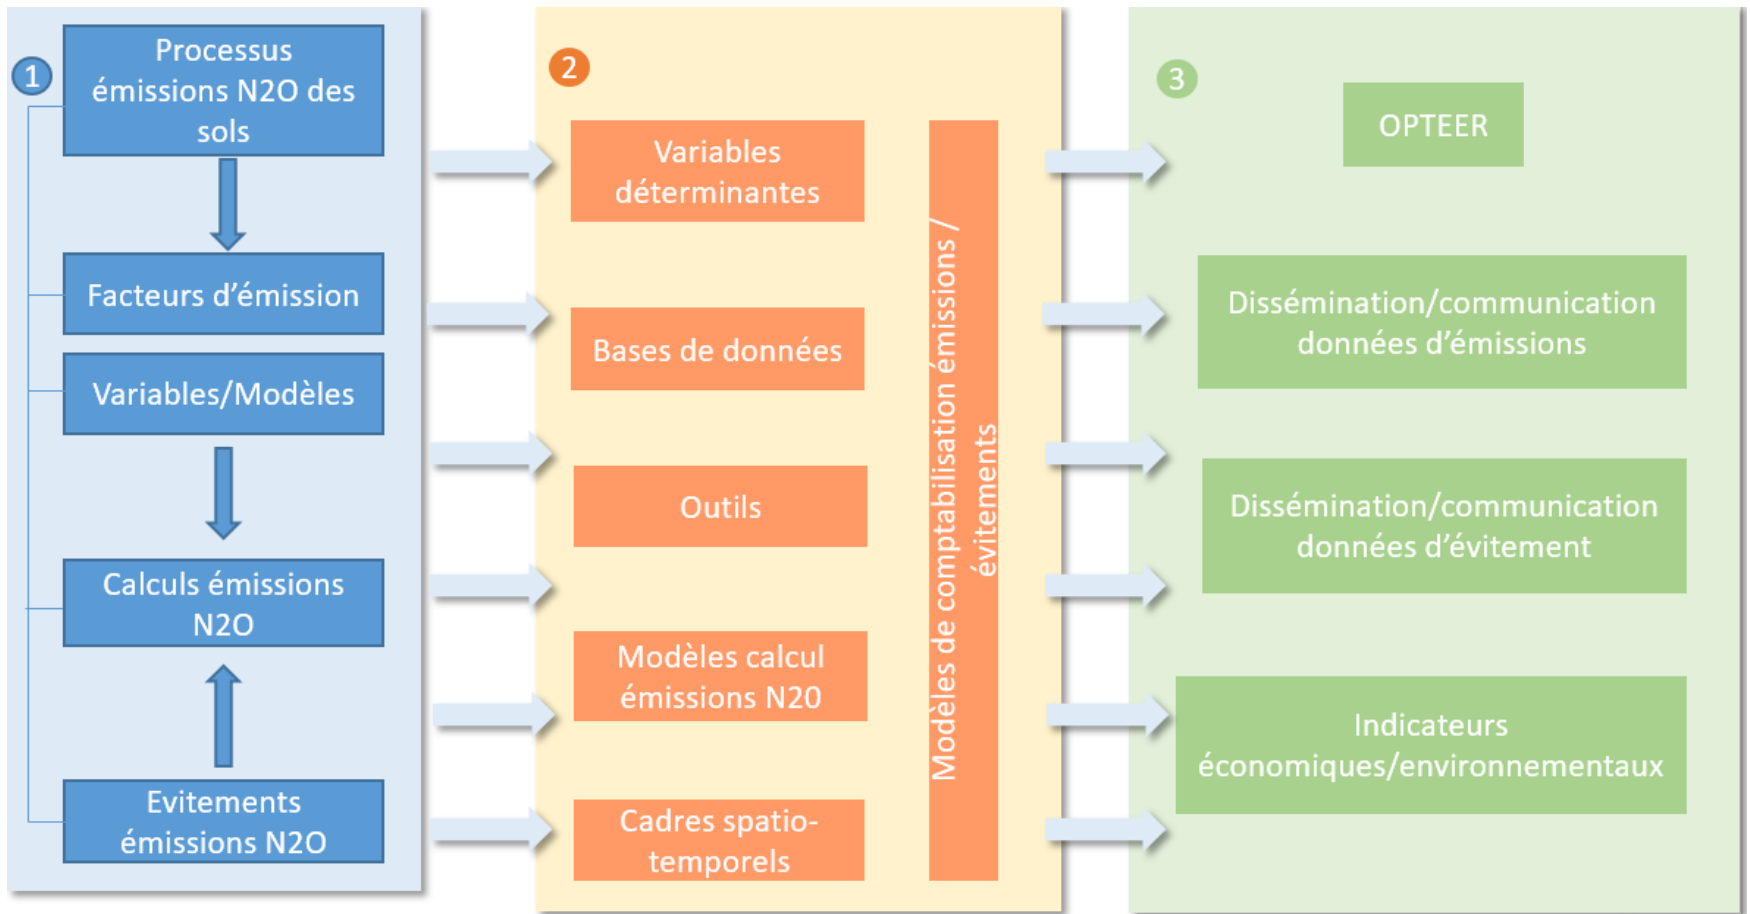 1
Processus
émissions N2O des
sols
Facteurs d’émission
Variables/Modèles
Calculs émissions
N2O
Evitements
émissions N2O
2
Variables
déterminantes
Bases de données
Outils
Modèles calcul
émissions N20
Cadres spatio-
temporels
Modèles de comptabilisation émissions /
évitements
3
OPTEER
Dissémination/communication
données d’émissions
Dissémination/communication
données d’évitement
Indicateurs
économiques/environnementaux